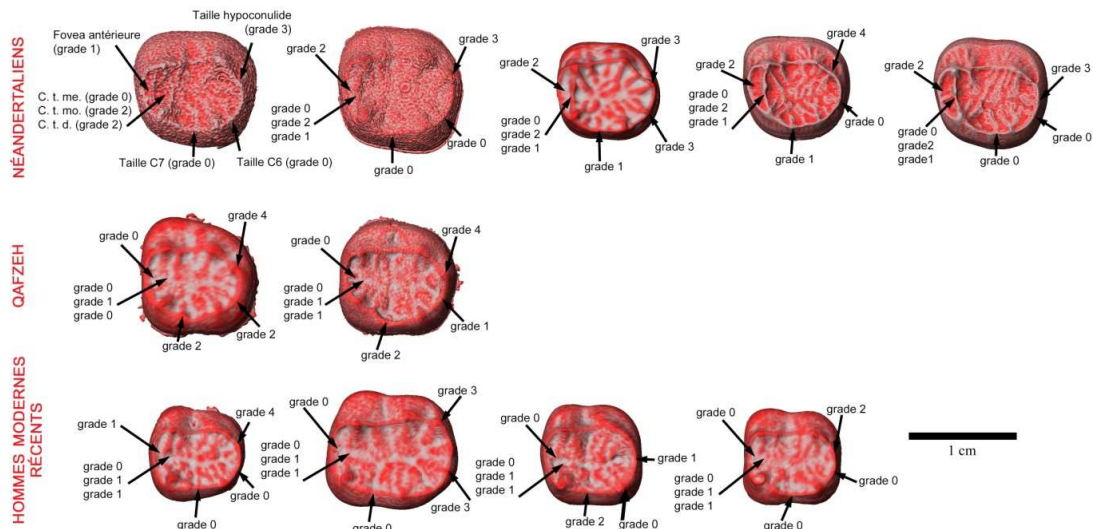 NÉANDERTALIENS
Fovea antérieure
(grade 1)
Taille hypoconulide
(grade 3)
C. t. me. (grade 0)
C. t. mo. (grade 2)
C. t. d. (grade 2)
Taille C7 (grade 0)
Taille C6 (grade 0)
grade 2
grade 3
grade 0
grade 2
grade 1
grade 0
grade 0
grade 2
grade 3
grade 0
grade 2
grade 1
grade 1
grade 3
grade 2
grade 4
grade 0
grade 2
grade 1
grade 1
grade 0
grade 2
grade 3
grade 0
grade2
grade1
grade 0
grade 0
QAFZEH
grade 0
grade 4
grade 0
grade 1
grade 0
grade 2
grade 2
grade 0
grade 4
grade 0
grade 1
grade 1
grade 2
grade 1
HOMMES MODERNES
RÉCENTS
grade 1
grade 4
grade 0
grade 1
grade 1
grade 0
grade 0
grade 0
grade 3
grade 0
grade 1
grade 1
grade 0
grade 3
grade 0
grade 1
grade 0
grade 1
grade 1
grade 2
grade 0
grade 0
grade 2
grade 0
grade 1
grade 1
grade 0
grade 0
1 cm